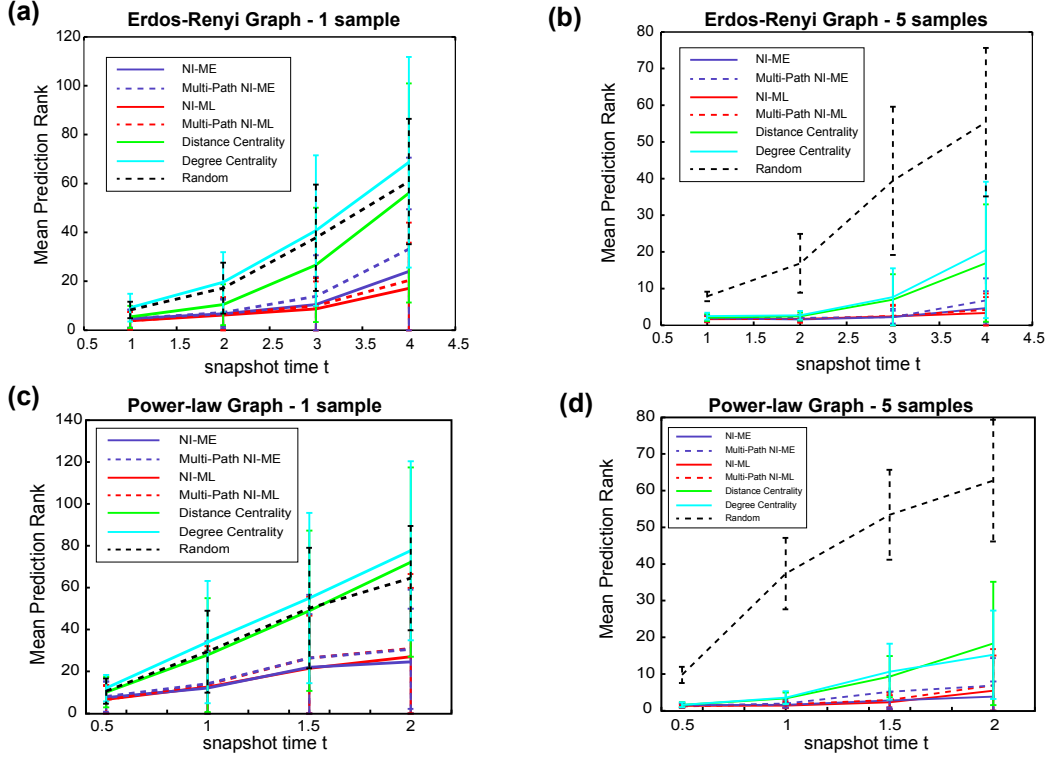 (a)
Erdos-Renyi Graph - 1 sample
120
100
80
60
40
20
0
Mean Prediction Rank
NI-ME
Multi-Path NI-ME
NI-ML
Multi-Path NI-ML
Distance Centrality
Degree Centrality
Random
0.5 1 1.5 2 2.5 3 3.5 4 4.5
snapshot time t
(b)
Erdos-Renyi Graph - 5 samples
80
70
60
50
40
30
20
10
0
Mean Prediction Rank
NI-ME
Multi-Path NI-ME
NI-ML
Multi-Path NI-ML
Distance Centrality
Degree Centrality
Random
0.5 1 1.5 2 2.5 3 3.5 4 4.5
snapshot time t
(c)
Power-law Graph - 1 sample
140
120
100
80
60
40
20
0
Mean Prediction Rank
NI-ME
Multi-Path NI-ME
NI-ML
Multi-Path NI-ML
Distance Centrality
Degree Centrality
Random
0.5 1 1.5 2
snapshot time t
(d)
Power-law Graph - 5 samples
80
70
60
50
40
30
20
10
0
Mean Prediction Rank
NI-ME
Multi-Path NI-ME
NI-ML
Multi-Path NI-ML
Distance Centrality
Degree Centrality
Random
0.5 1 1.5 2
snapshot time t